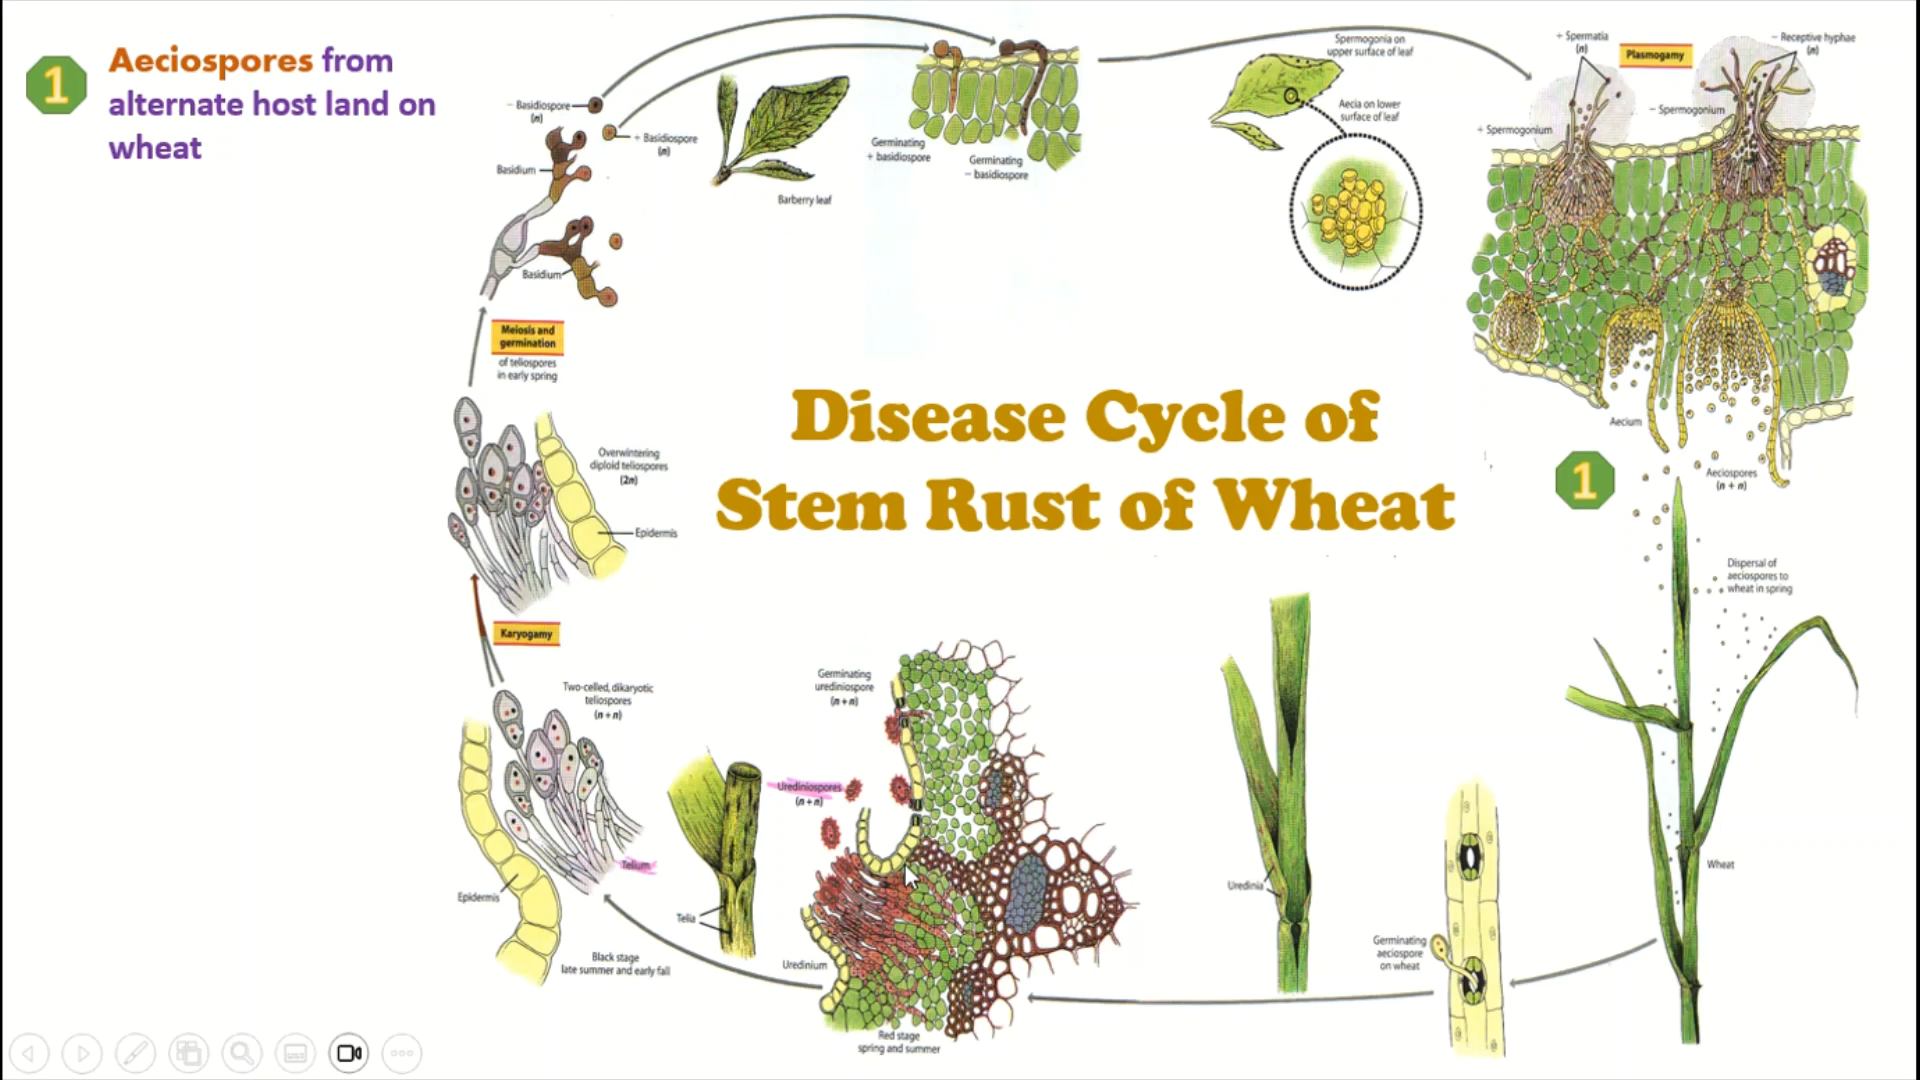 1
Aeciospores from
alternate host land on
wheat
Disease Cycle of
Stem Rust of Wheat
− Basidiospore
(n)
+ Basidiospore
(n)
Basidium
Basidium
Barberry leaf
Germinating
+ basidiospore
Germinating
− basidiospore
Spermogonia on
upper surface of leaf
Aecia on lower
surface of leaf
+ Spermatia
(n)
Plasmogamy
− Receptive hyphae
(n)
− Spermogonium
+ Spermogonium
Aecium
Aeciospores
(n + n)
1
Dispersal of
aeciospores to
wheat in spring
Wheat
Germinating
aeciospore
on wheat
Uredinia
Germinating
urediniospore
(n + n)
Urediniospores
(n + n)
Uredinium
Red stage
spring and summer
Telia
Black stage
late summer and early fall
Telium
Epidermis
Two-celled, dikaryotic
teliospores
(n + n)
Karyogamy
Epidermis
Overwintering
diploid teliospores
(2n)
Meiosis and
germination
of teliospores
in early spring